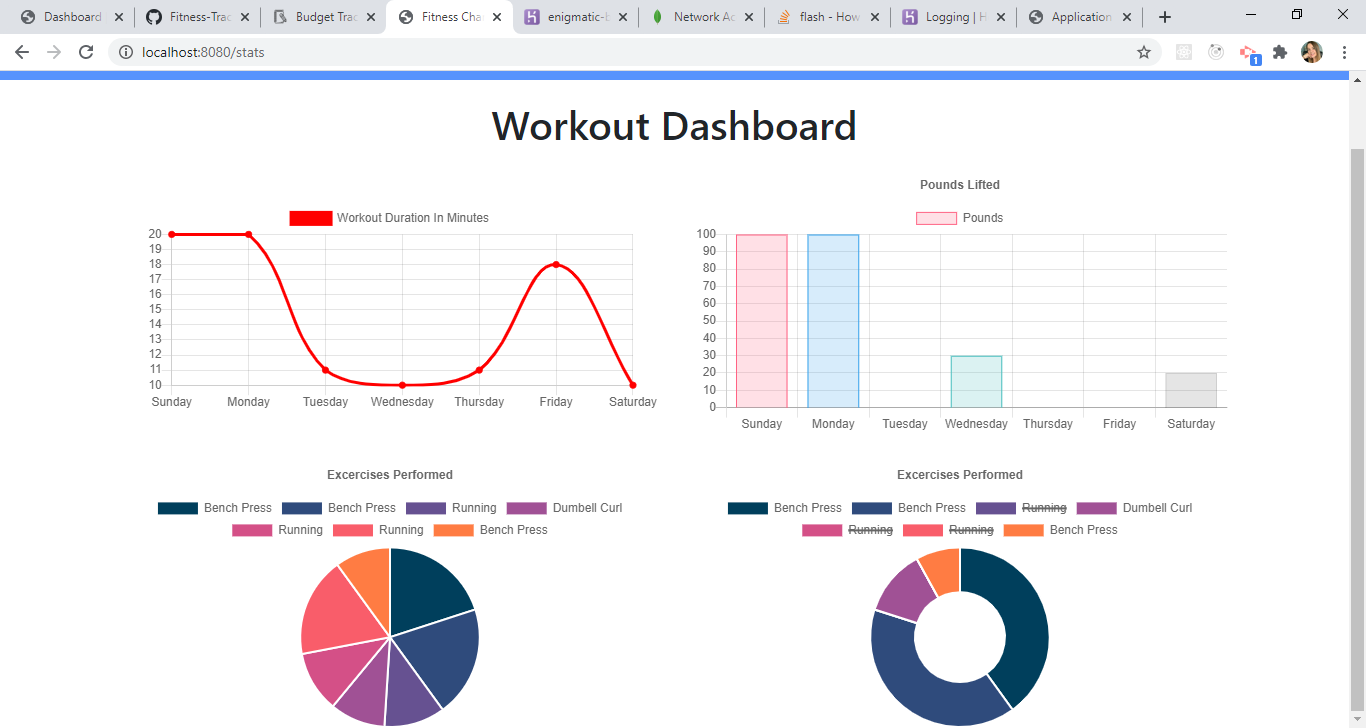 Dashboard
Fitness-Trac
Budget Trac
Fitness Cha
enigmatic-b
Network Ac
flash - How
Logging | H
Application
localhost:8080/stats
1
Workout Dashboard
Workout Duration In Minutes
20
19
18
17
16
15
14
13
12
11
10
Sunday Monday Tuesday Wednesday Thursday Friday Saturday
Pounds Lifted
Pounds
100
90
80
70
60
50
40
30
20
10
0
Sunday Monday Tuesday Wednesday Thursday Friday Saturday
Excercises Performed
Bench Press Bench Press Running Dumbell Curl
Running Running Bench Press
Excercises Performed
Bench Press Bench Press Running Dumbell Curl
Running Running Bench Press